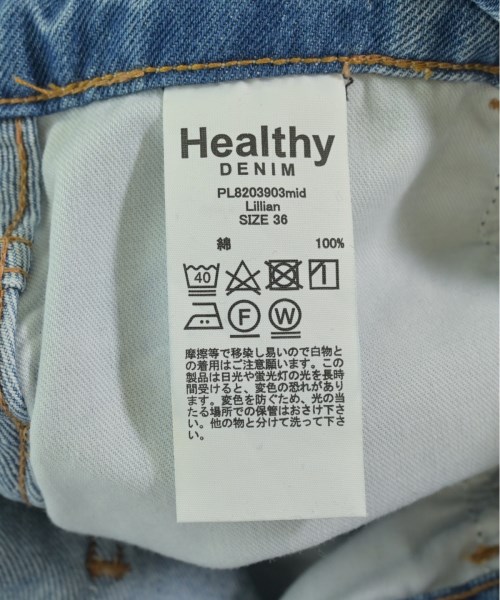 Healthy
DENIM
PL8203903mid
Lillian
SIZE 36
綿 100%
40
F W
摩擦等で移染し易いので白物と
の着用はご注意願います。この
製品は日光や蛍光灯の光を長時
間受けると、変色の恐れがあり
ます。変色を防ぐため、光の当
たる場所での保管はおさけ下さ
い。他の物と分けて洗って下さ
い。